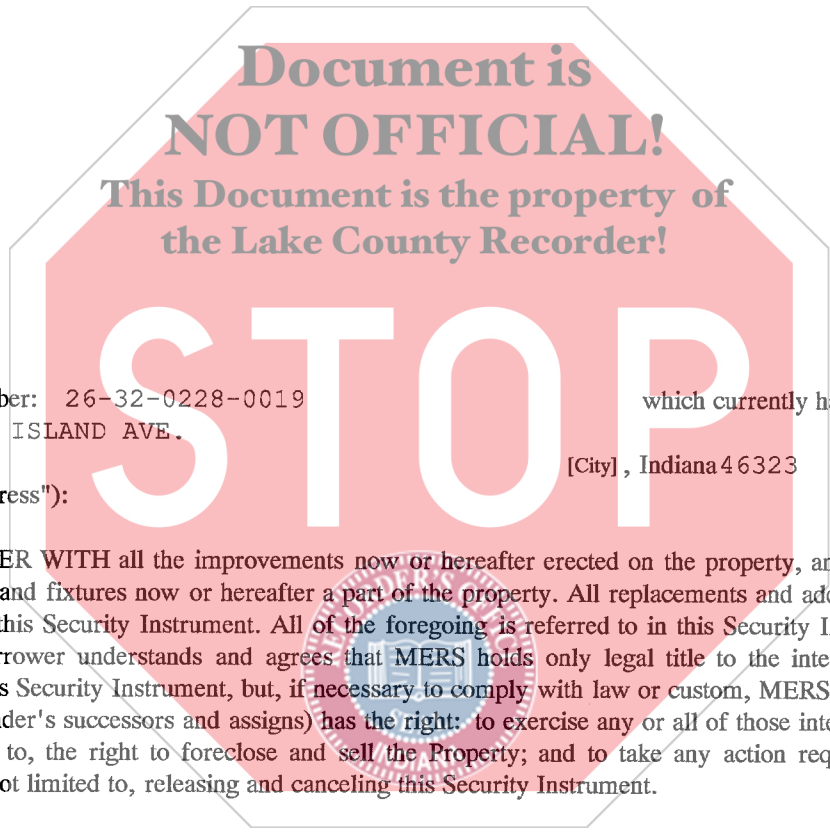 Document is
NOT OFFICIAL!
This Document is the property of
the Lake County Recorder!
STOP
ber: 26-32-0228-0019 which currently ha
ISLAND AVE.
[City] , Indiana 46323
ress"):
ER WITH all the improvements now or hereafter erected on the property, an
and fixtures now or hereafter a part of the property. All replacements and add
this Security Instrument. All of the foregoing is referred to in this Security I
rrower understands and agrees that MERS holds only legal title to the inte
s Security Instrument, but, if necessary to comply with law or custom, MERS
der's successors and assigns) has the right: to exercise any or all of those inte
to, the right to foreclose and sell the Property; and to take any action req
ot limited to, releasing and canceling this Security Instrument.
RECORDER'S OFFICE
INDIANA